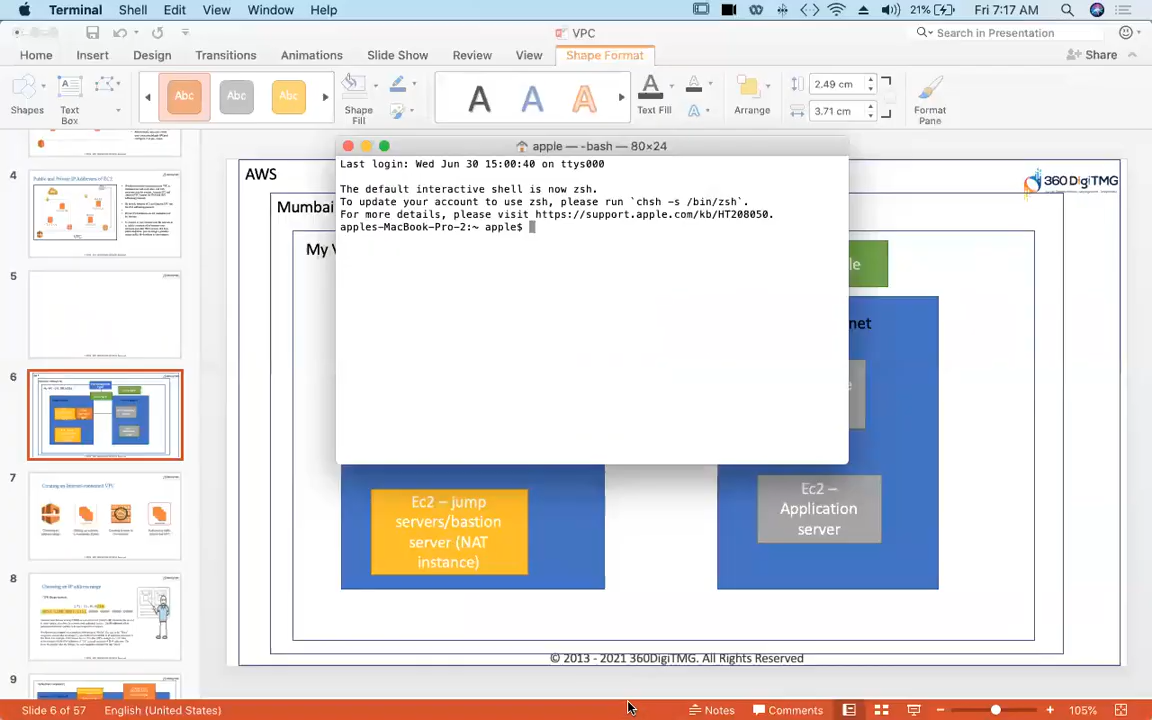 Terminal Shell Edit View Window Help 21% Fri 7:17 AM
VPC
Search in Presentation
Home Insert Design Transitions Animations Slide Show Review View Shape Format Share
Abc Abc Abc A A A A A A
2.49 cm
3.71 cm
Shapes Text Box Shape Fill Text Fill Arrange Format Pane
apple — -bash — 80×24
Last login: Wed Jun 30 15:00:40 on ttys000
The default interactive shell is now zsh.
To update your account to use zsh, please run `chsh -s /bin/zsh`.
For more details, please visit https://support.apple.com/kb/HT208050.
apples-MacBook-Pro-2:~ apple$
AWS
360DigiTMG
Mumbai
My V
le
net
e
Ec2 – Jump
servers/bastion
server (NAT
instance)
Ec2 –
Application
server
© 2013 - 2021 360DigiTMG. All Rights Reserved
4
Public and Private IP Addresses of EC2
5
6
7
Creating an Internet-connected VPC
8
Choosing an IP address range
9
Slide 6 of 57 English (United States) Notes Comments 105%